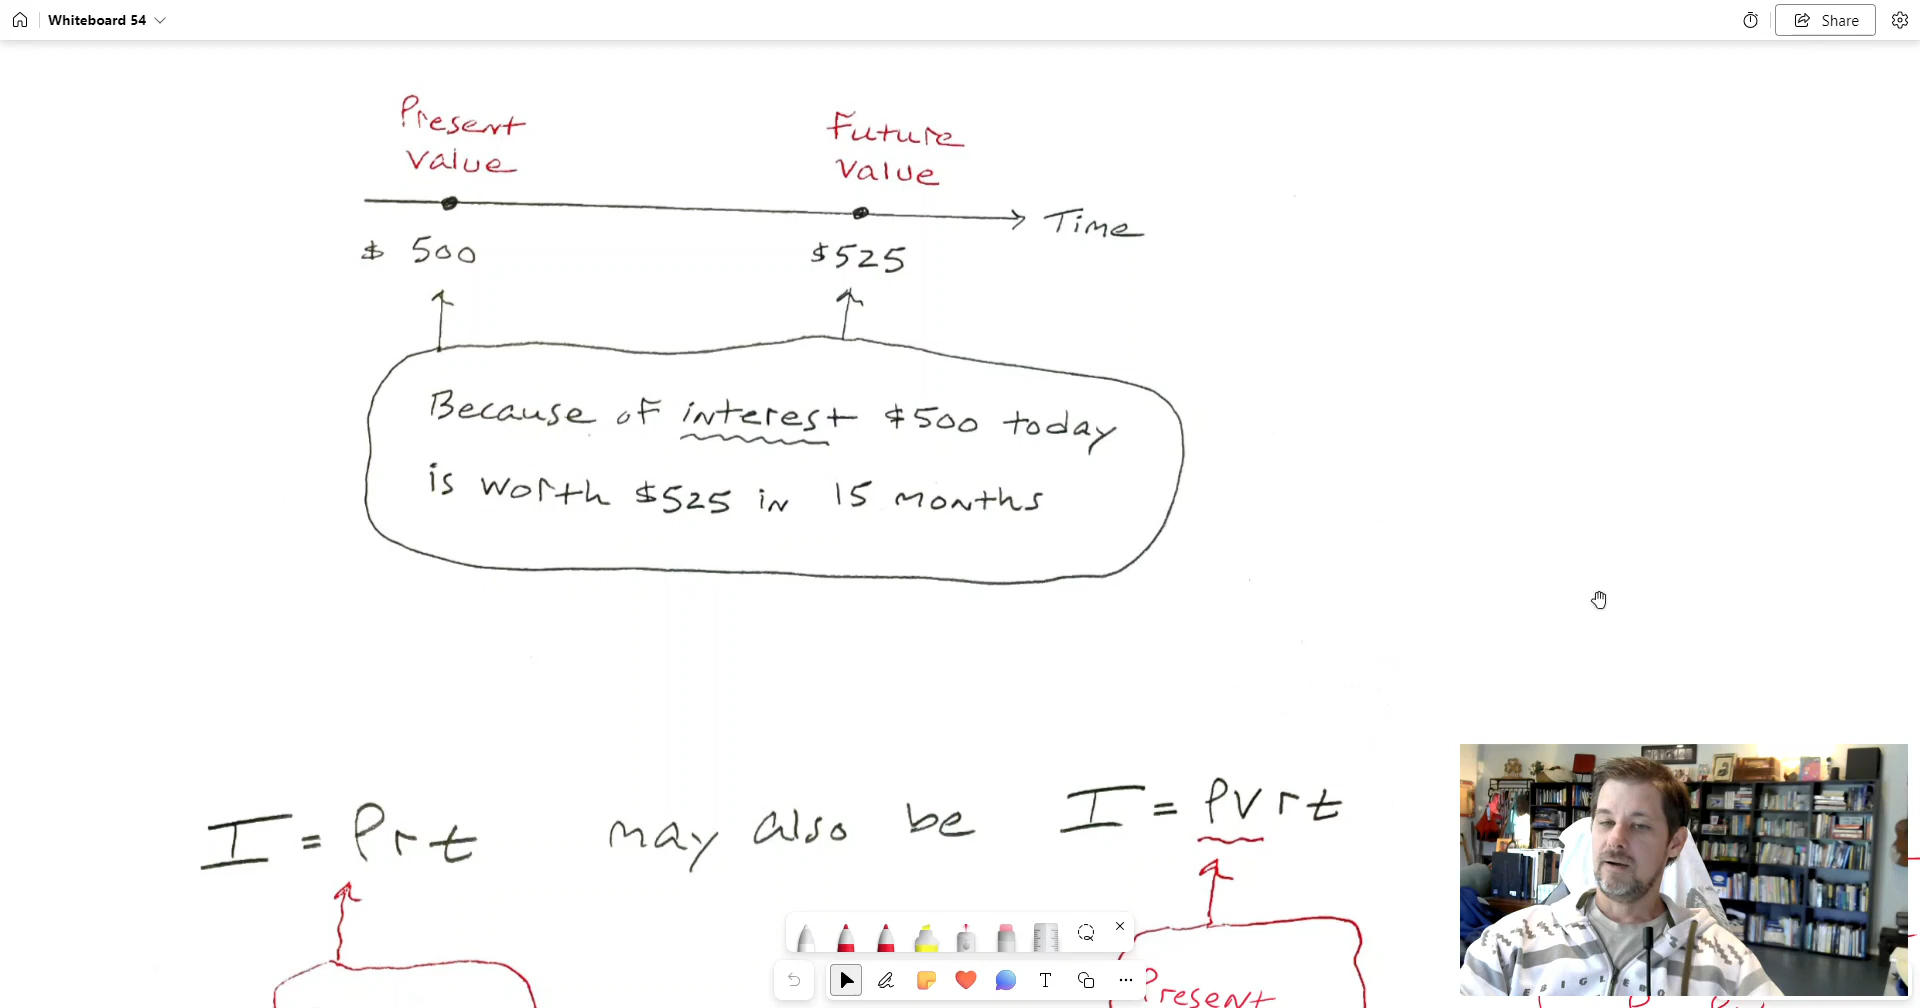 Whiteboard 54
Share
Present
Value
Future
Value
Time
$ 500
$525
Because of interest $500 today
is worth $525 in 15 months
I = Prt may also be I = PVrt
Present